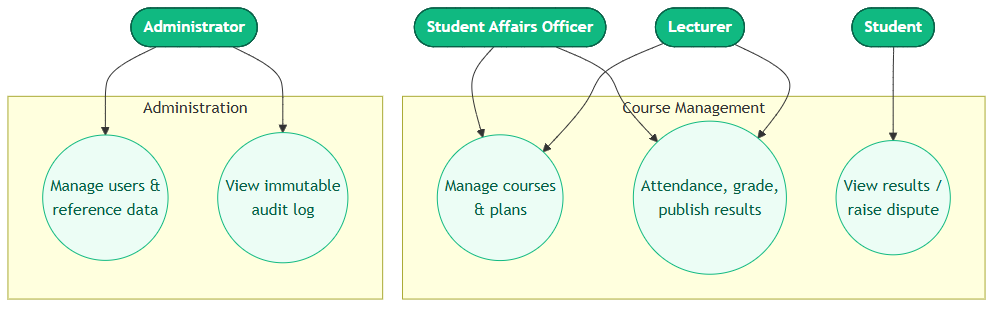 Administrator
Student Affairs Officer
Lecturer
Student
Administration
Course Management
Manage users &
reference data
View immutable
audit log
Manage courses
& plans
Attendance, grade,
publish results
View results /
raise dispute